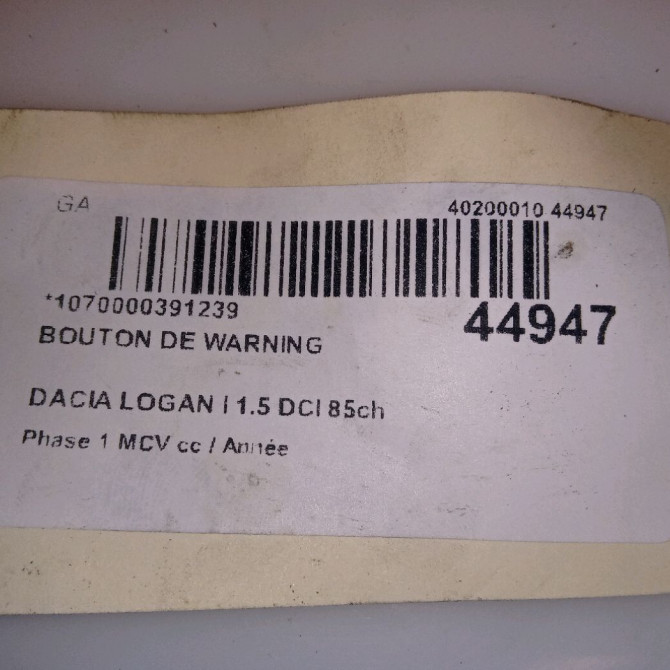 GA
40200010 44947
*1070000391239
44947
BOUTON DE WARNING
DACIA LOGAN I 1.5 DCI 85ch
Phase 1 MCV cc / Année